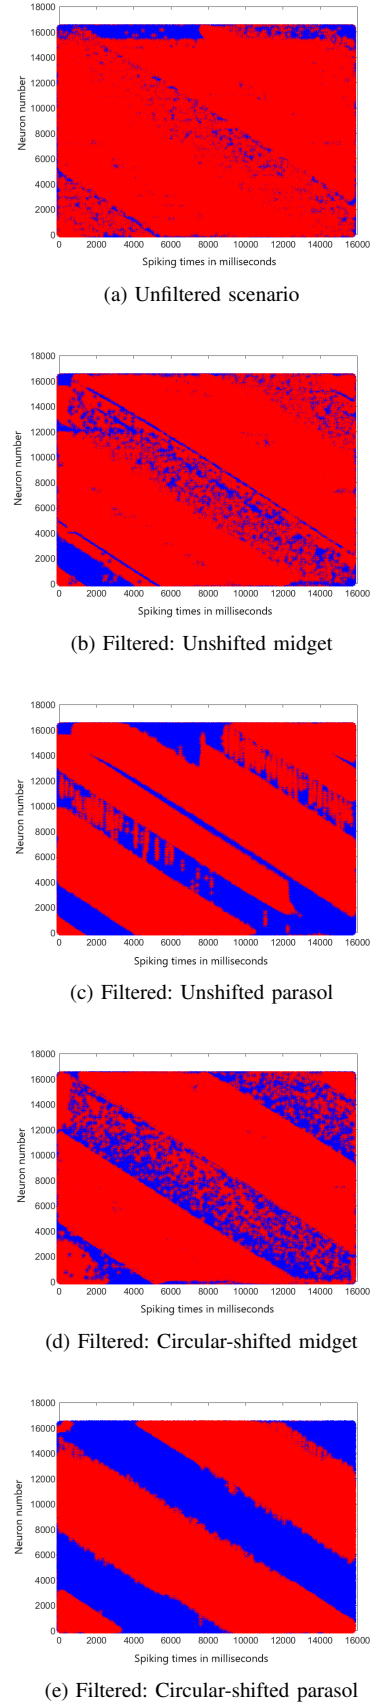 18000
16000
14000
12000
10000
8000
6000
4000
2000
0
Neuron number
0 2000 4000 6000 8000 10000 12000 14000 16000
Spiking times in milliseconds
(a) Unfiltered scenario
18000
16000
14000
12000
10000
8000
6000
4000
2000
0
Neuron number
0 2000 4000 6000 8000 10000 12000 14000 16000
Spiking times in milliseconds
(b) Filtered: Unshifted midget
18000
16000
14000
12000
10000
8000
6000
4000
2000
0
Neuron number
0 2000 4000 6000 8000 10000 12000 14000 16000
Spiking times in milliseconds
(c) Filtered: Unshifted parasol
18000
16000
14000
12000
10000
8000
6000
4000
2000
0
Neuron number
0 2000 4000 6000 8000 10000 12000 14000 16000
Spiking times in milliseconds
(d) Filtered: Circular-shifted midget
18000
16000
14000
12000
10000
8000
6000
4000
2000
0
Neuron number
0 2000 4000 6000 8000 10000 12000 14000 16000
Spiking times in milliseconds
(e) Filtered: Circular-shifted parasol